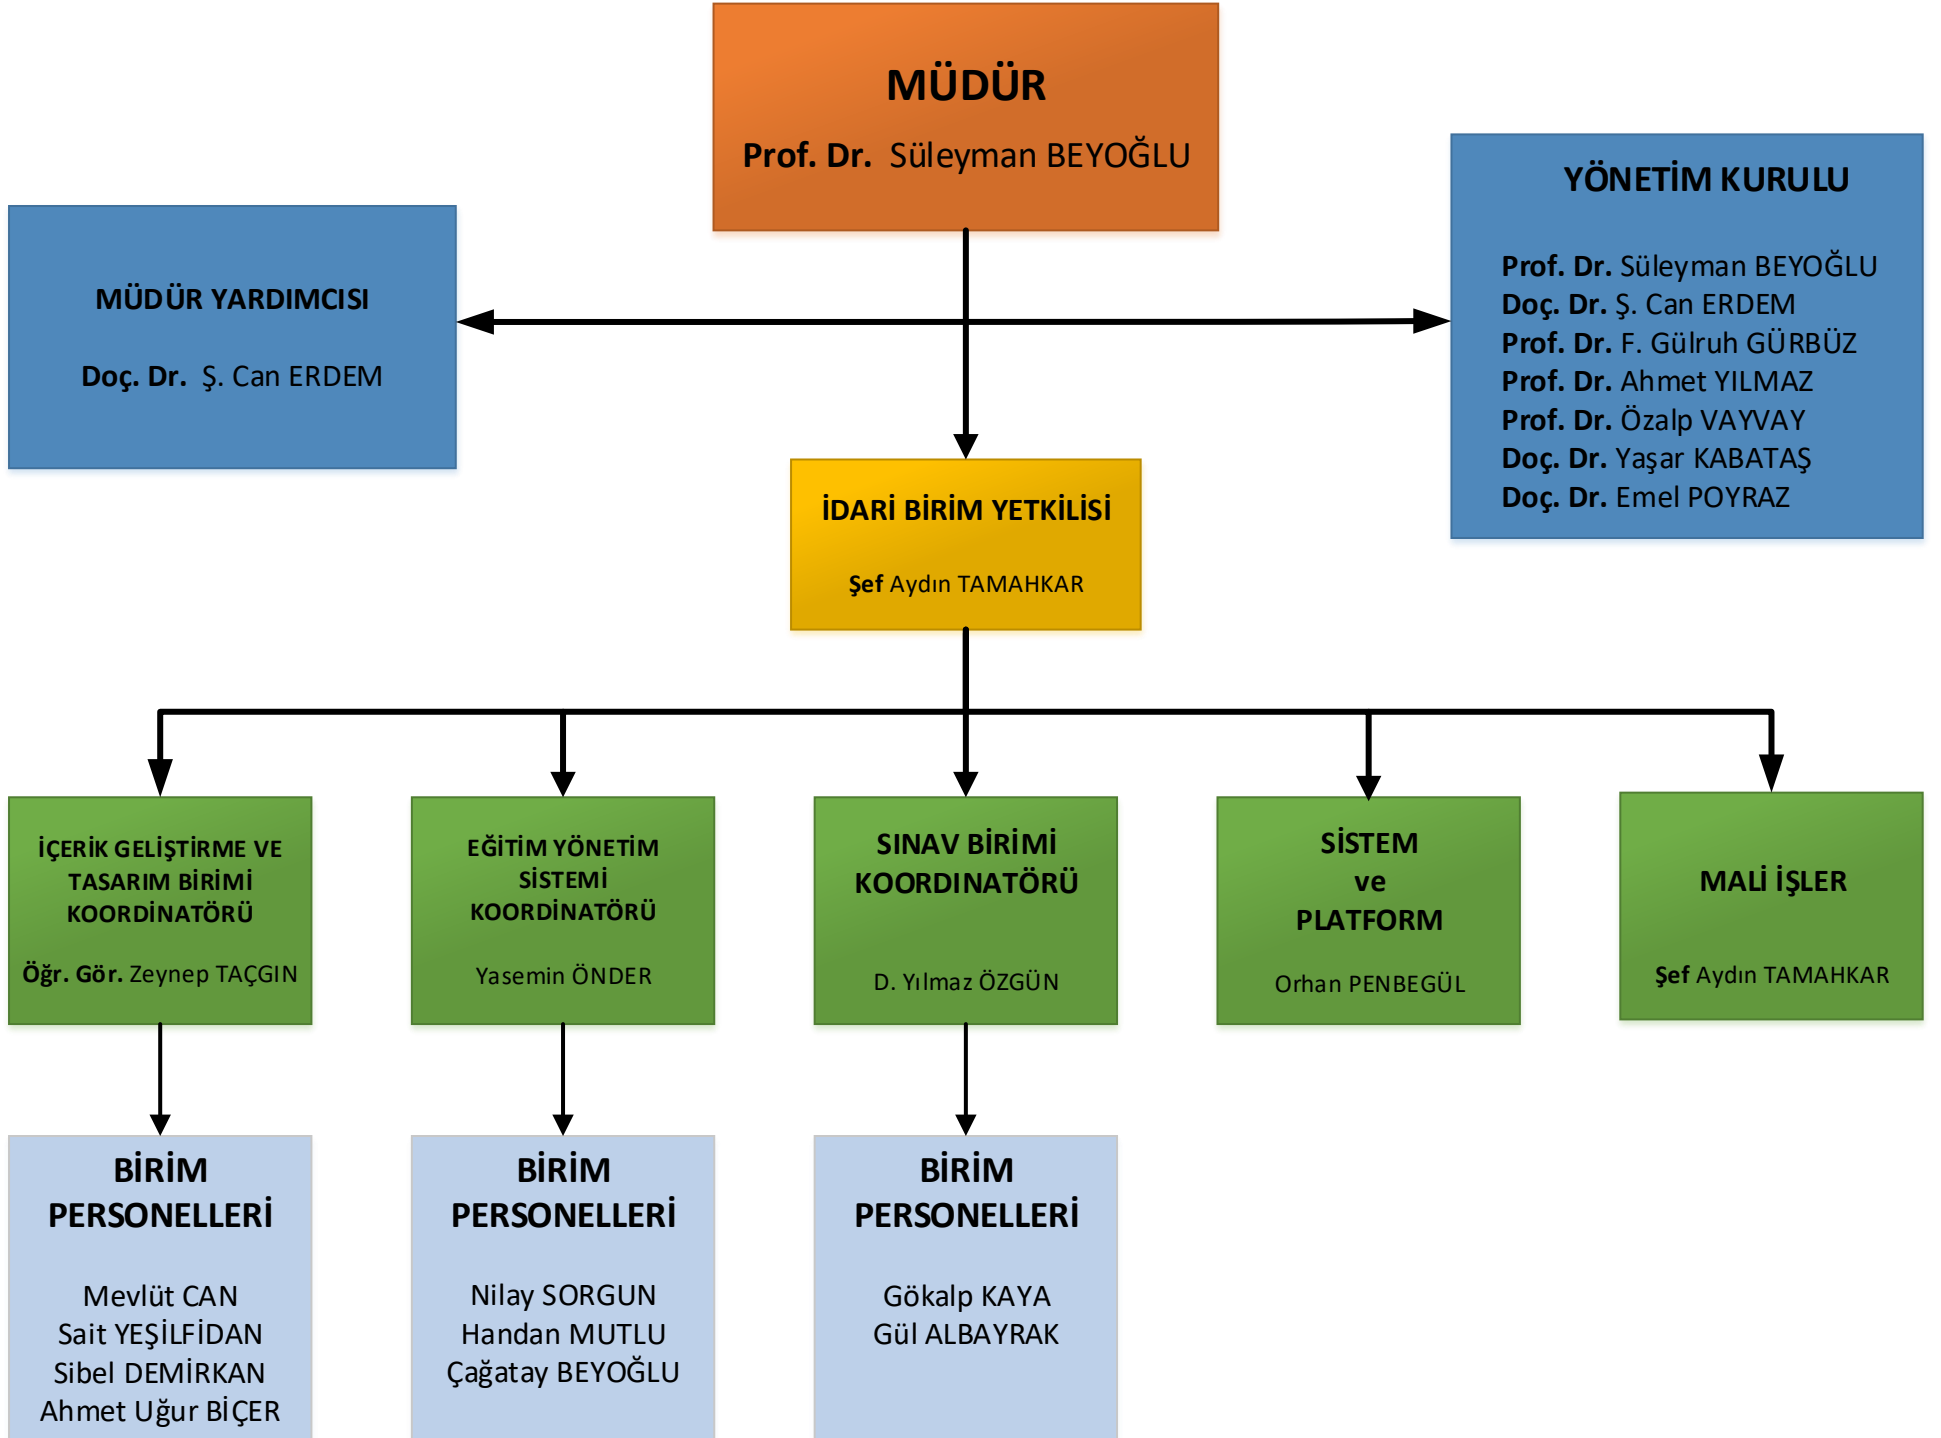 MÜDÜR
Prof. Dr. Süleyman BEYOĞLU
YÖNETİM KURULU
Prof. Dr. Süleyman BEYOĞLU
Doç. Dr. Ş. Can ERDEM
Prof. Dr. F. Gülruh GÜRBÜZ
Prof. Dr. Ahmet YILMAZ
Prof. Dr. Özalp VAYVAY
Doç. Dr. Yaşar KABATAŞ
Doç. Dr. Emel POYRAZ
MÜDÜR YARDIMCISI
Doç. Dr. Ş. Can ERDEM
İDARİ BİRİM YETKİLİSİ
Şef Aydın TAMAHKAR
İÇERİK GELİŞTİRME VE
TASARIM BİRİMİ
KOORDİNATÖRÜ
Öğr. Gör. Zeynep TAÇGIN
EĞİTİM YÖNETİM
SİSTEMİ
KOORDİNATÖRÜ
Yasemin ÖNDER
SINAV BİRİMİ
KOORDINATÖRÜ
D. Yılmaz ÖZGÜN
SİSTEM
ve
PLATFORM
Orhan PENBEGÜL
MALİ İŞLER
Şef Aydın TAMAHKAR
BİRİM
PERSONELLERİ
Mevlüt CAN
Sait YEŞİLFİDAN
Sibel DEMİRKAN
Ahmet Uğur BİÇER
BİRİM
PERSONELLERİ
Nilay SORGUN
Handan MUTLU
Çağatay BEYOĞLU
BİRİM
PERSONELLERİ
Gökalp KAYA
Gül ALBAYRAK